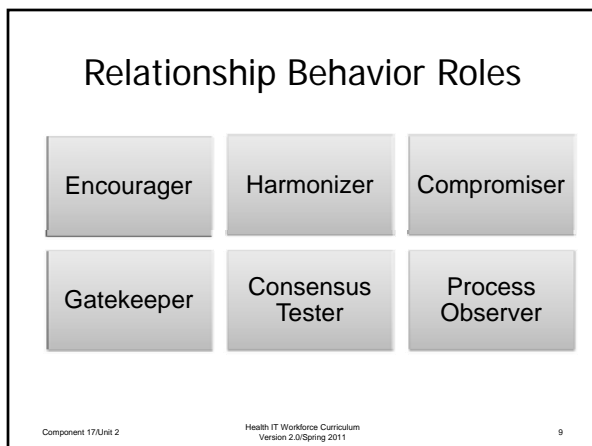 Relationship Behavior Roles
Encourager
Harmonizer
Compromiser
Gatekeeper
Consensus
Tester
Process
Observer
Component 17/Unit 2
Health IT Workforce Curriculum
Version 2.0/Spring 2011
9